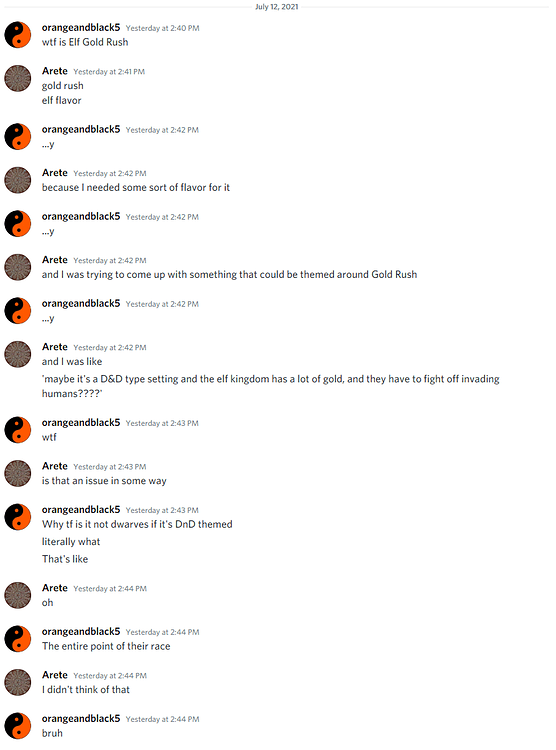 July 12, 2021
orangeandblack5 Yesterday at 2:40 PM
wtf is Elf Gold Rush
Arete Yesterday at 2:41 PM
gold rush
elf flavor
orangeandblack5 Yesterday at 2:42 PM
...y
Arete Yesterday at 2:42 PM
because I needed some sort of flavor for it
orangeandblack5 Yesterday at 2:42 PM
...y
Arete Yesterday at 2:42 PM
and I was trying to come up with something that could be themed around Gold Rush
orangeandblack5 Yesterday at 2:42 PM
...y
Arete Yesterday at 2:42 PM
and I was like
'maybe it's a D&D type setting and the elf kingdom has a lot of gold, and they have to fight off invading
humans????'
orangeandblack5 Yesterday at 2:43 PM
wtf
Arete Yesterday at 2:43 PM
is that an issue in some way
orangeandblack5 Yesterday at 2:43 PM
Why tf is it not dwarves if it's DnD themed
literally what
That's like
Arete Yesterday at 2:44 PM
oh
orangeandblack5 Yesterday at 2:44 PM
The entire point of their race
Arete Yesterday at 2:44 PM
I didn't think of that
orangeandblack5 Yesterday at 2:44 PM
bruh